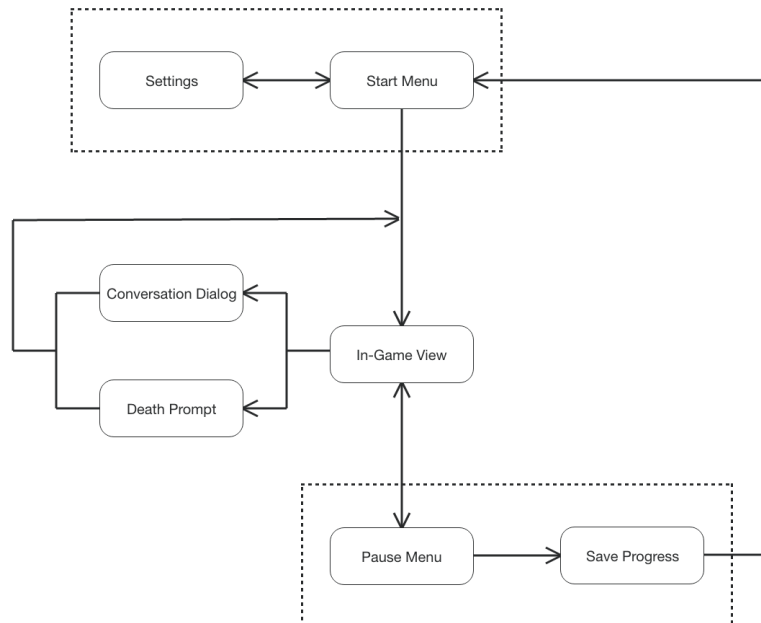 Settings
Start Menu
Conversation Dialog
In-Game View
Death Prompt
Pause Menu
Save Progress